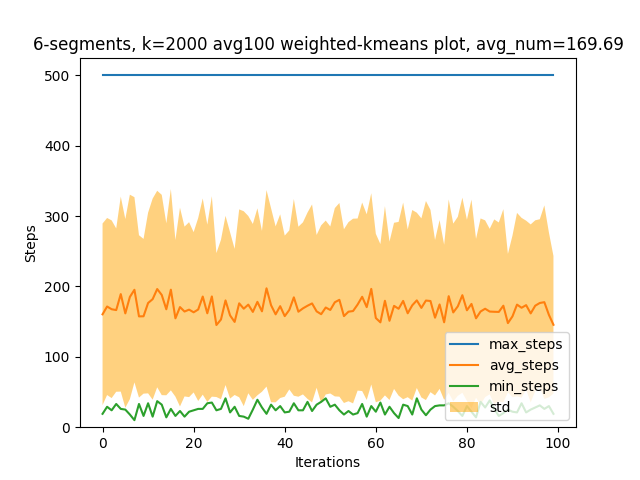 6-segments, k=2000 avg100 weighted-kmeans plot, avg_num=169.69
500
400
300
200
100
0
Steps
max_steps
avg_steps
min_steps
std
0 20 40 60 80 100
Iterations